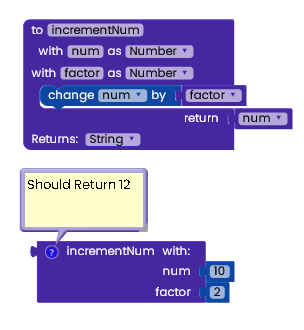 to incrementNum
with num as Number
with factor as Number
change num by factor
return num
Returns: String
Should Return 12
? incrementNum with:
num 10
factor 2